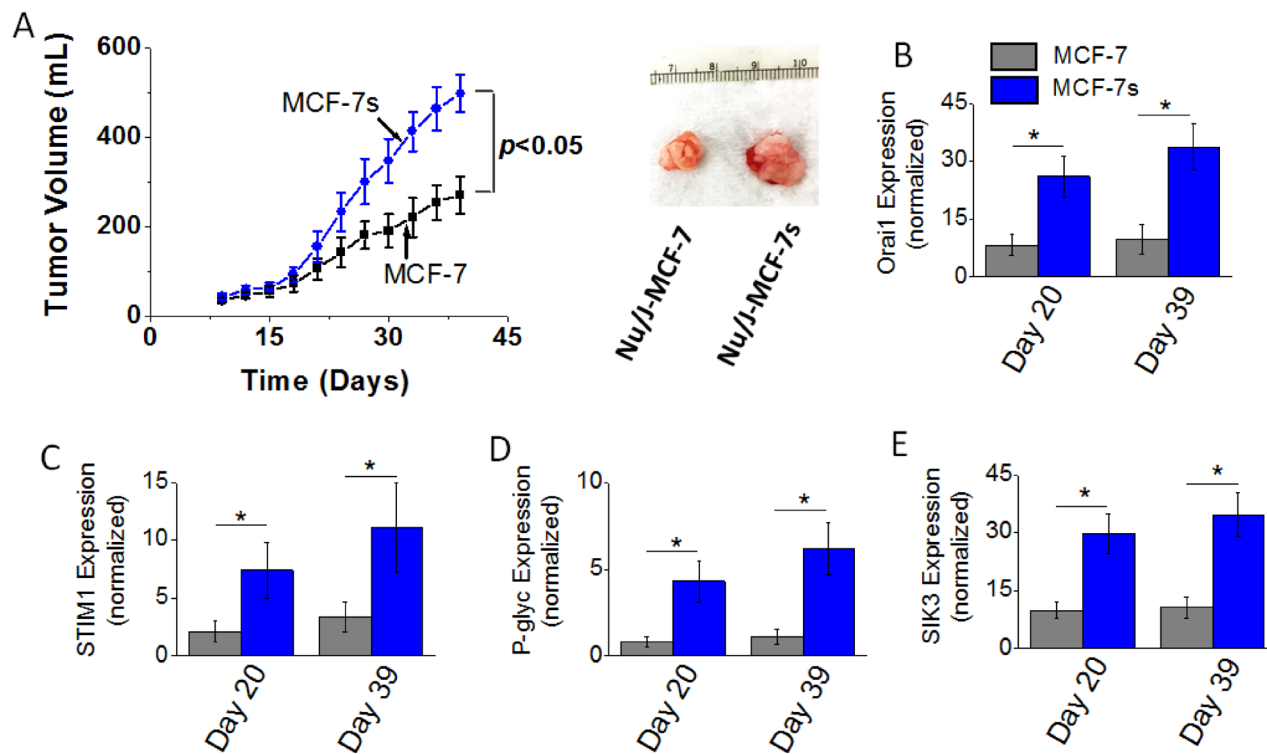 A
Tumor Volume (mL)
600
400
200
0
0
15
30
45
Time (Days)
MCF-7s
MCF-7
p<0.05
7
8
9
10
Nu/J-MCF-7
Nu/J-MCF-7s
B
MCF-7
MCF-7s
Orai1 Expression
(normalized)
45
30
15
0
*
*
Day 20
Day 39
C
STIM1 Expression
(normalized)
15
10
5
0
*
*
Day 20
Day 39
D
P-glyc Expression
(normalized)
10
5
0
*
*
Day 20
Day 39
E
SIK3 Expression
(normalized)
45
30
15
0
*
*
Day 20
Day 39